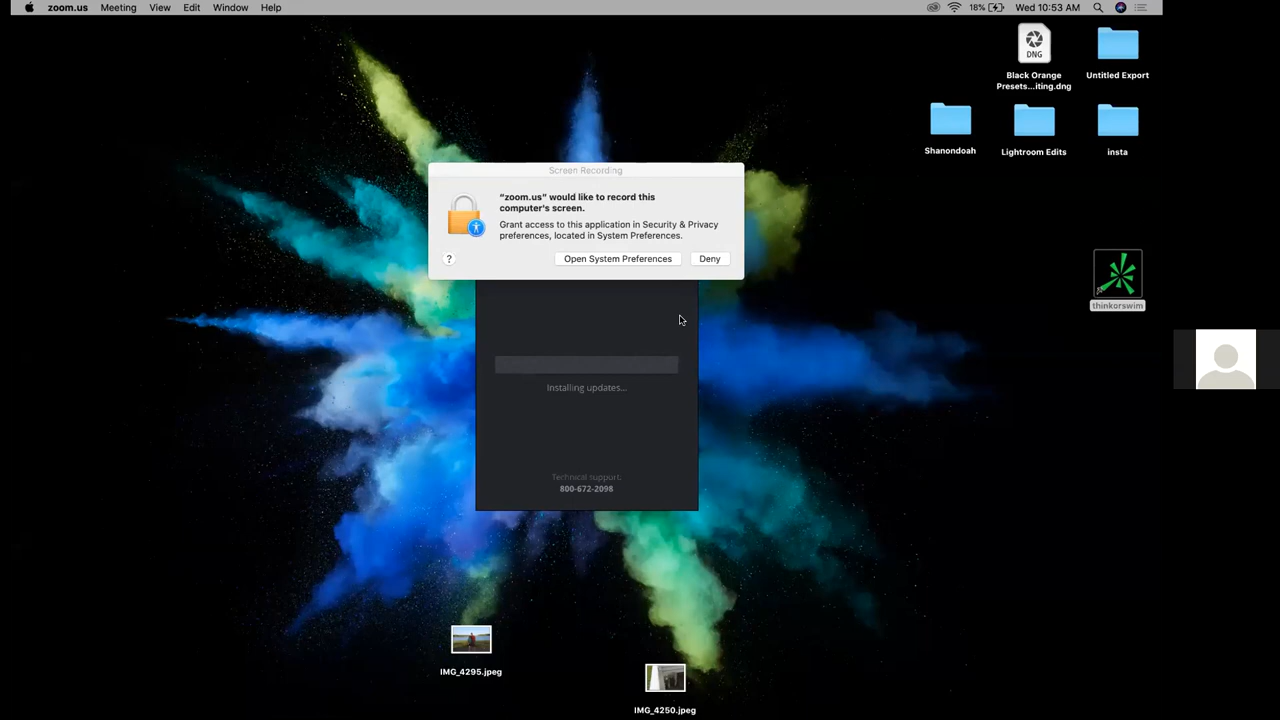 zoom.us Meeting View Edit Window Help 18% Wed 10:53 AM
DNG
Black Orange
Presets...iting.dng
Untitled Export
Shanondoah
Lightroom Edits
insta
Screen Recording
“zoom.us” would like to record this
computer's screen.
Grant access to this application in Security & Privacy
preferences, located in System Preferences.
? Open System Preferences Deny
thinkorswim
Installing updates...
Technical support:
800-672-2098
IMG_4295.jpeg
IMG_4250.jpeg